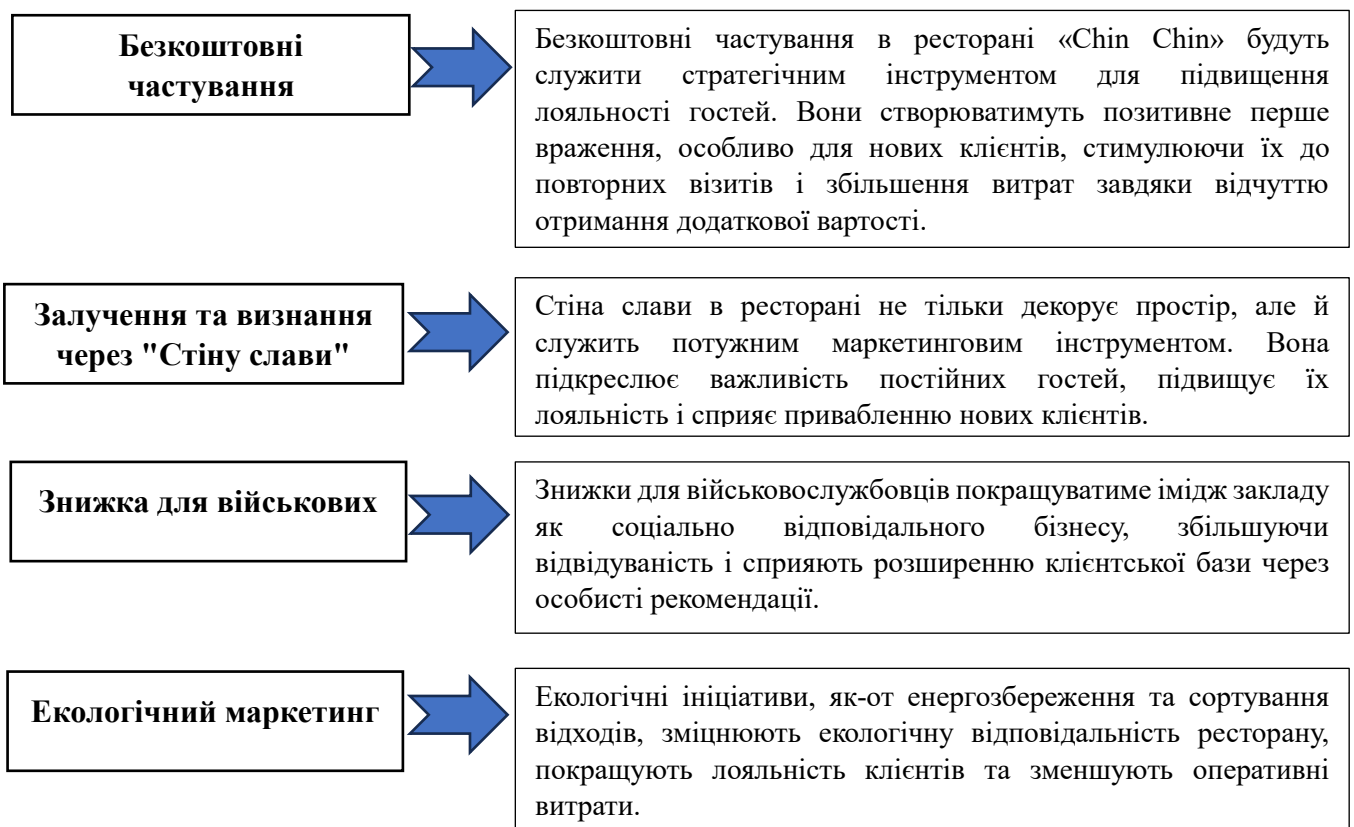 Безкоштовні
частування
Безкоштовні частування в ресторані «Chin Chin» будуть
служити стратегічним інструментом для підвищення
лояльності гостей. Вони створюватимуть позитивне перше
враження, особливо для нових клієнтів, стимулюючи їх до
повторних візитів і збільшення витрат завдяки відчуттю
отримання додаткової вартості.
Залучення та визнання
через "Стіну слави"
Стіна слави в ресторані не тільки декорує простір, але й
служить потужним маркетинговим інструментом. Вона
підкреслює важливість постійних гостей, підвищує їх
лояльність і сприяє привабленню нових клієнтів.
Знижка для військових
Знижки для військовослужбовців покращуватиме імідж закладу
як соціально відповідального бізнесу, збільшуючи
відвідуваність і сприяють розширенню клієнтської бази через
особисті рекомендації.
Екологічний маркетинг
Екологічні ініціативи, як-от енергозбереження та сортування
відходів, зміцнюють екологічну відповідальність ресторану,
покращують лояльність клієнтів та зменшують оперативні
витрати.